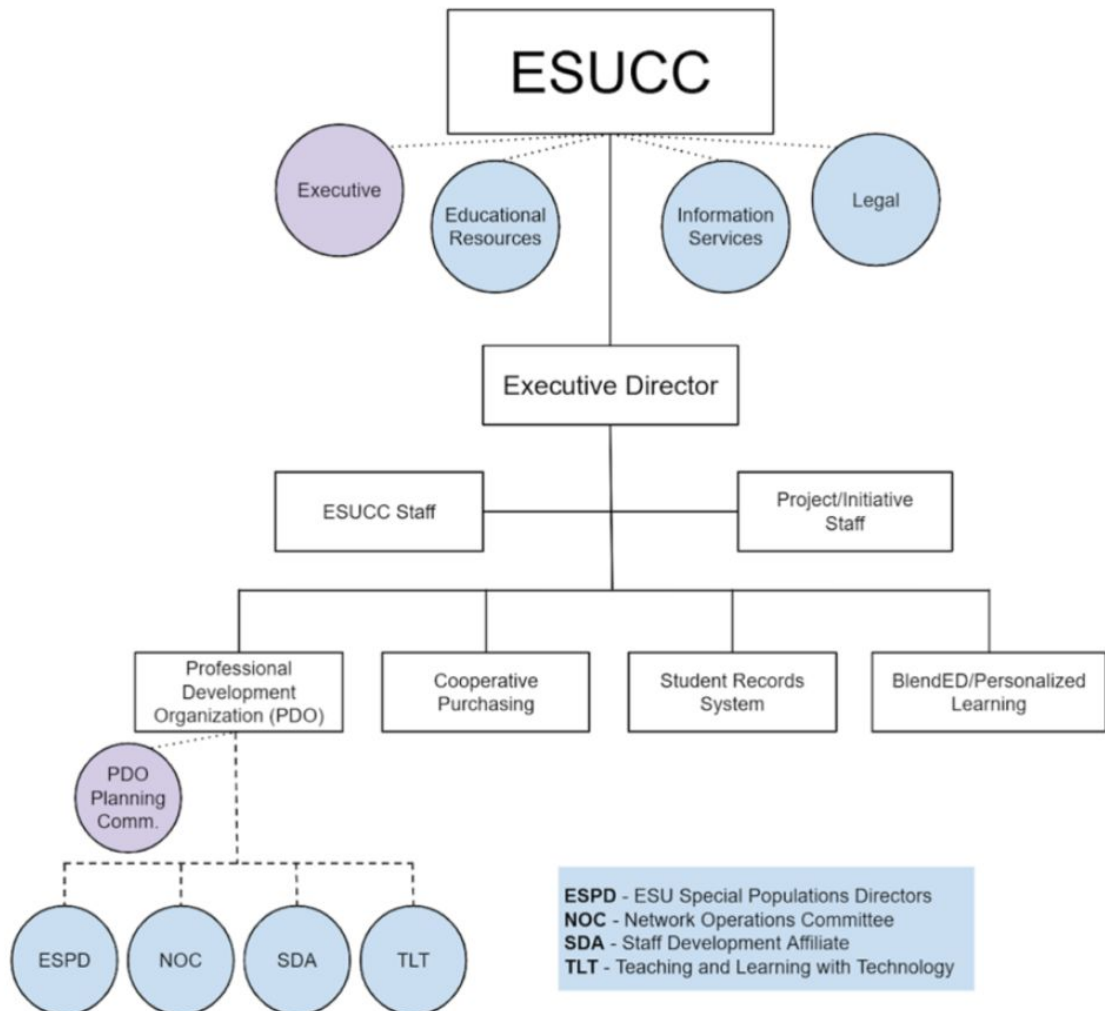 ESUCC
Executive
Educational
Resources
Information
Services
Legal
Executive Director
ESUCC Staff
Project/Initiative
Staff
Professional
Development
Organization (PDO)
Cooperative
Purchasing
Student Records
System
BlendED/Personalized
Learning
PDO
Planning
Comm.
ESPD
NOC
SDA
TLT
ESPD - ESU Special Populations Directors
NOC - Network Operations Committee
SDA - Staff Development Affiliate
TLT - Teaching and Learning with Technology